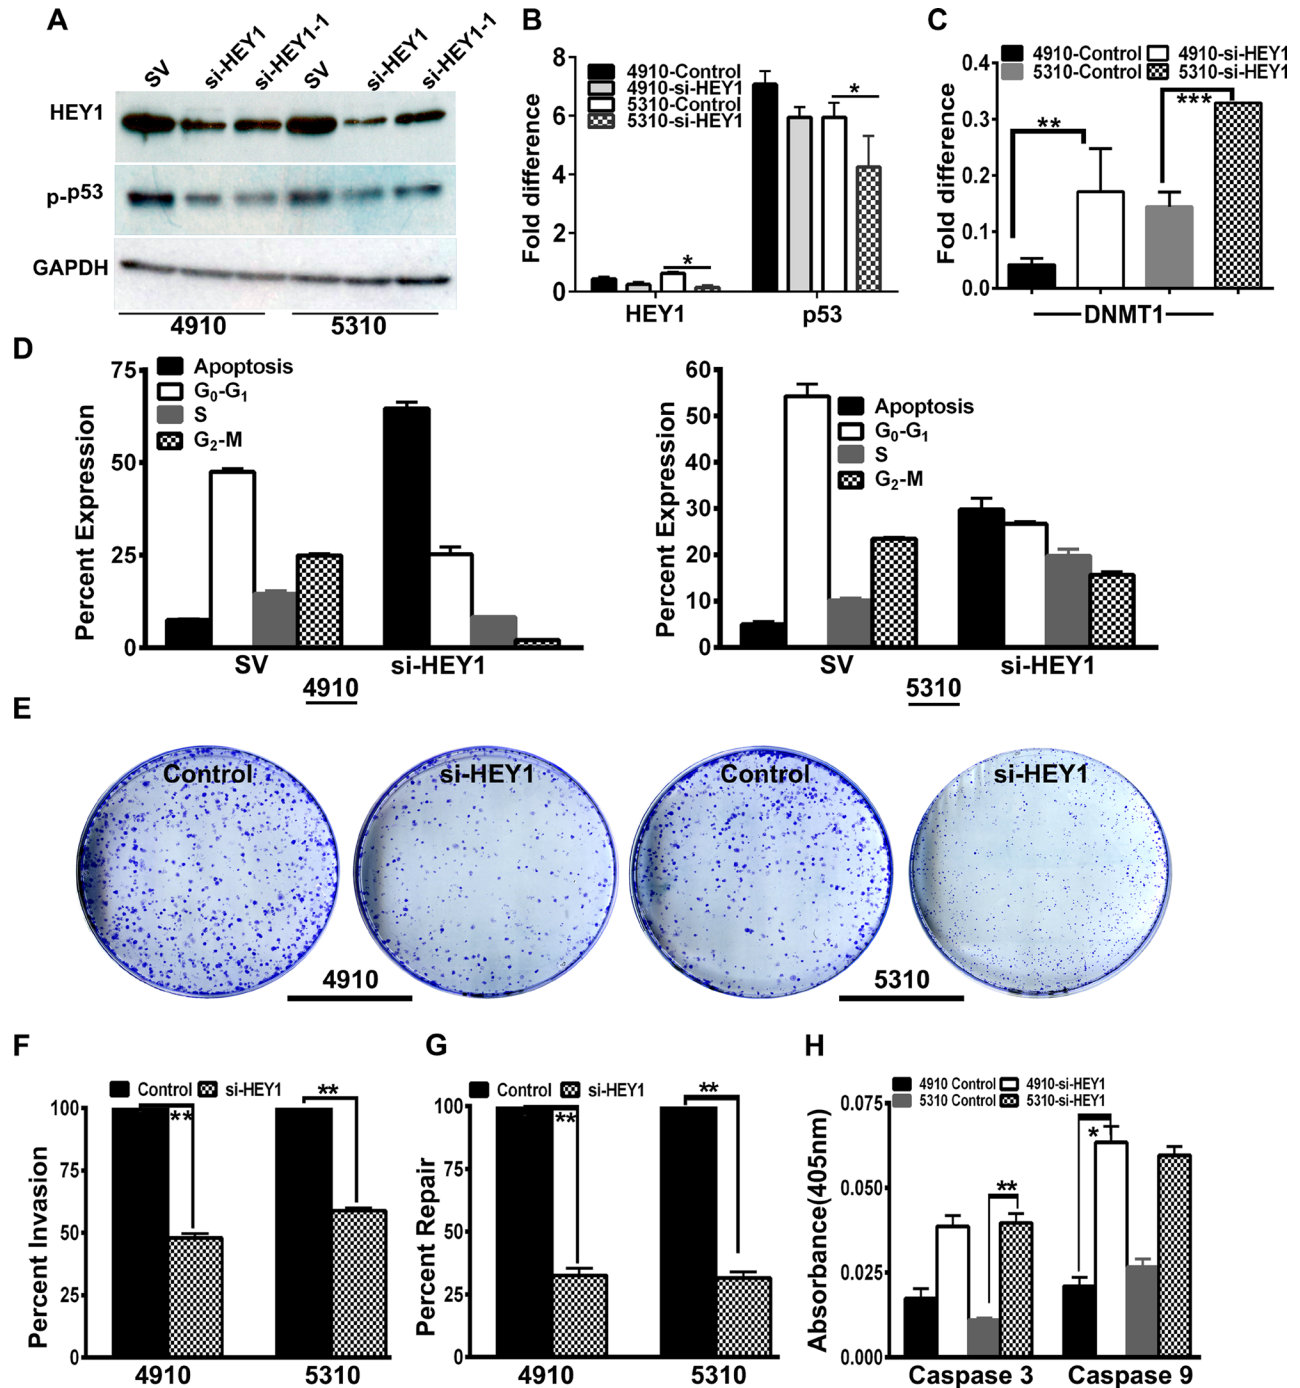 A
SV
si-HEY1
si-HEY1-1
SV
si-HEY1
si-HEY1-1
HEY1
p-p53
GAPDH
4910
5310
B
Fold difference
8
6
4
2
0
4910-Control
4910-si-HEY1
5310-Control
5310-si-HEY1
*
*
HEY1
p53
C
4910-Control
4910-si-HEY1
5310-Control
5310-si-HEY1
Fold difference
0.4
0.3
0.2
0.1
0.0
**
***
DNMT1
D
Percent Expression
75
50
25
0
Apoptosis
G0-G1
S
G2-M
SV
si-HEY1
4910
Percent Expression
60
50
40
30
20
10
0
Apoptosis
G0-G1
S
G2-M
SV
si-HEY1
5310
E
Control
si-HEY1
Control
si-HEY1
4910
5310
F
Control
si-HEY1
Percent Invasion
100
75
50
25
0
**
**
4910
5310
G
Control
si-HEY1
Percent Repair
100
75
50
25
0
**
**
4910
5310
H
4910 Control
4910-si-HEY1
5310 Control
5310-si-HEY1
Absorbance(405nm)
0.075
0.050
0.025
0.000
**
*
Caspase 3
Caspase 9